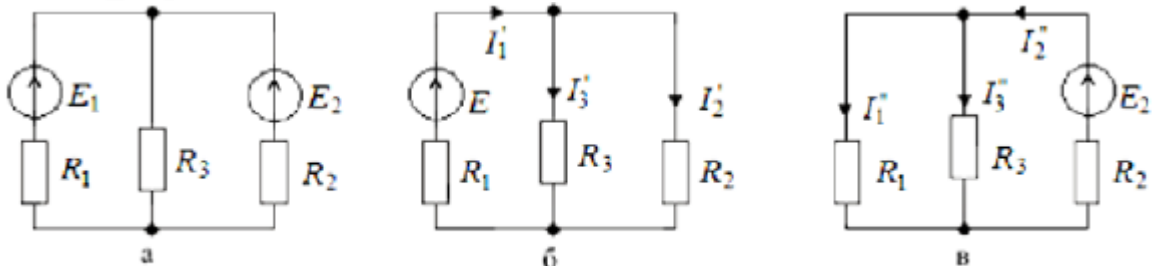 E₁
R₁
R₃
E₂
R₂
а
I₁'
E
R₁
I₃'
R₃
I₂'
R₂
б
I₁"
R₁
I₃"
R₃
I₂"
E₂
R₂
в